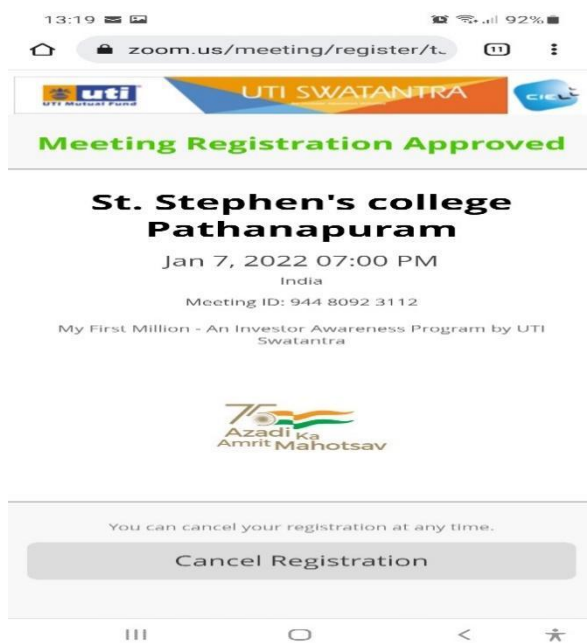 13:19 92%
zoom.us/meeting/register/t.. 11
uti UTI SWATANTRA CIEL
UTI Mutual Fund
Meeting Registration Approved
St. Stephen's college
Pathanapuram
Jan 7, 2022 07:00 PM
India
Meeting ID: 944 8092 3112
My First Million - An Investor Awareness Program by UTI
Swatantra
75
Azadi Ka
Amrit Mahotsav
You can cancel your registration at any time.
Cancel Registration